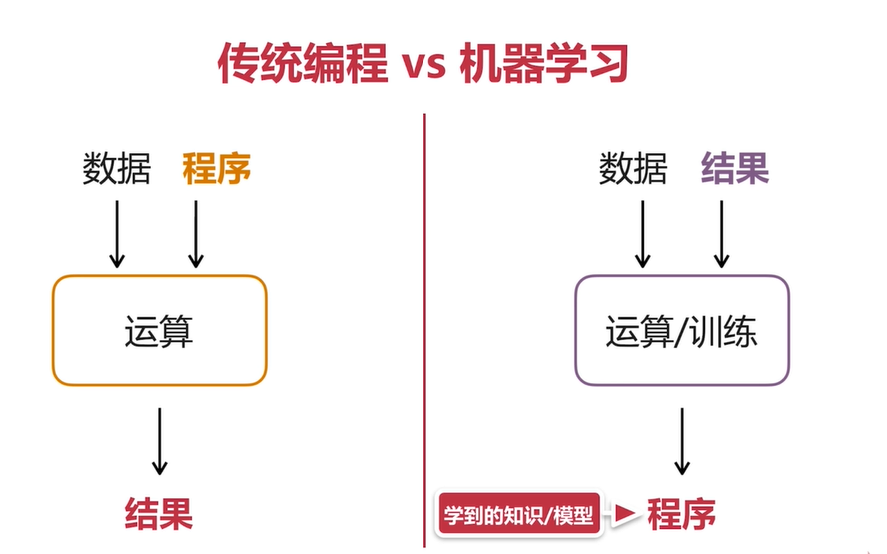 传统编程 vs 机器学习
数据 程序
运算
结果
数据 结果
运算/训练
学到的知识/模型
程序